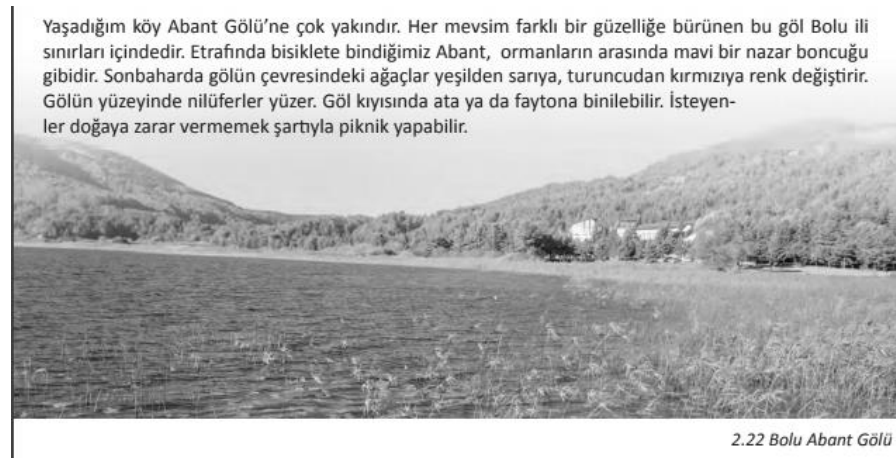 Yaşadığım köy Abant Gölü’ne çok yakındır. Her mevsim farklı bir güzelliğe bürünen bu göl Bolu ili
sınırları içindedir. Etrafında bisiklete bindiğimiz Abant, ormanların arasında mavi bir nazar boncuğu
gibidir. Sonbaharda gölün çevresindeki ağaçlar yeşilden sarıya, turuncudan kırmızıya renk değiştirir.
Gölün yüzeyinde nilüferler yüzer. Göl kıyısında ata ya da faytona binilebilir. İsteyen-
ler doğaya zarar vermemek şartıyla piknik yapabilir.
2.22 Bolu Abant Gölü